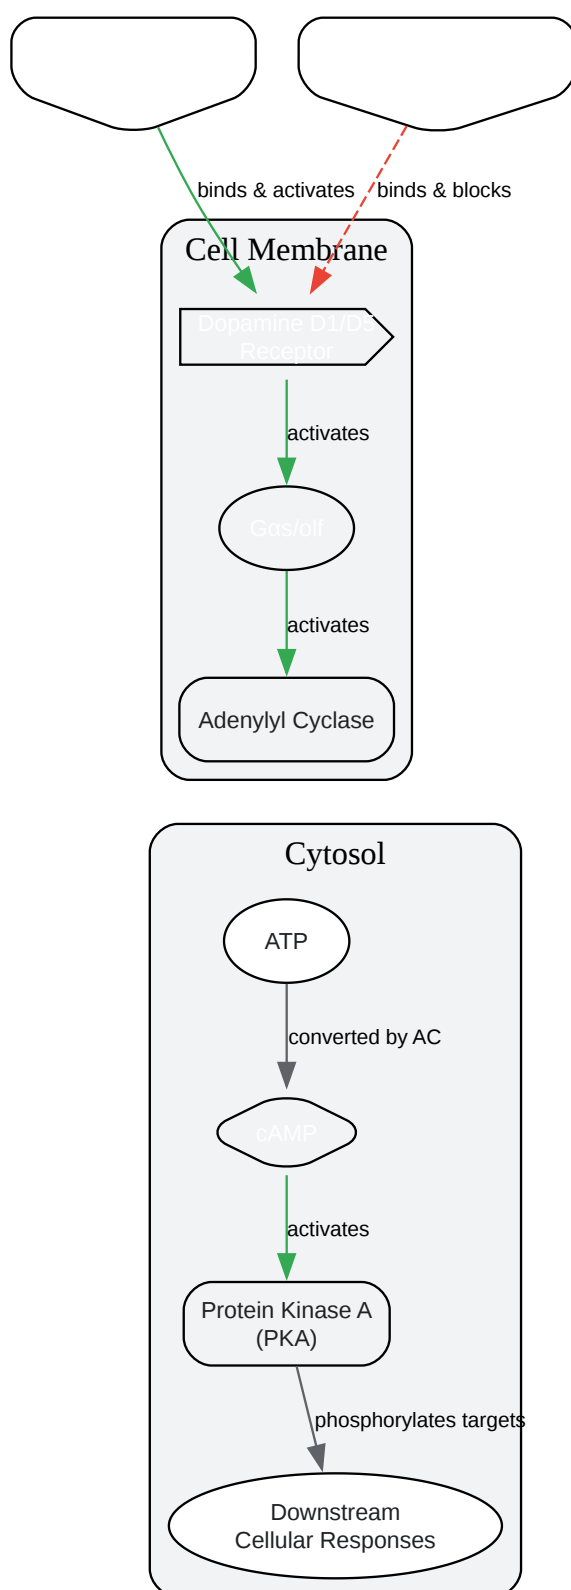 binds & activates
binds & blocks
Cell Membrane
Dopamine D1/D5
Receptor
activates
Gαs/olf
activates
Adenylyl Cyclase
Cytosol
ATP
converted by AC
cAMP
activates
Protein Kinase A
(PKA)
phosphorylates targets
Downstream
Cellular Responses